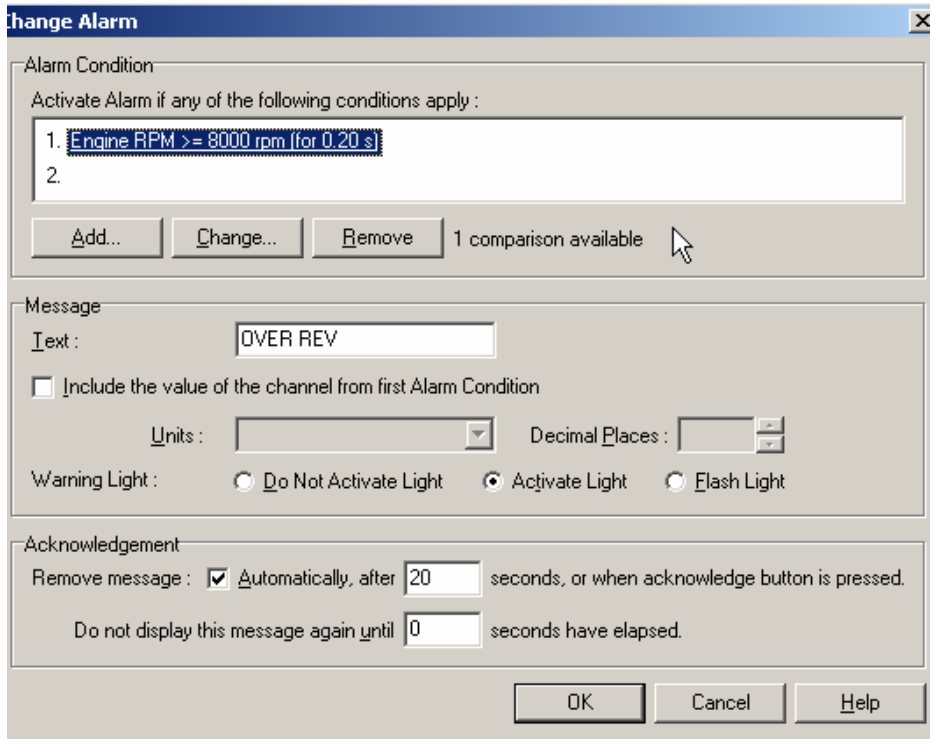 Change Alarm
Alarm Condition
Activate Alarm if any of the following conditions apply :
1. Engine RPM >= 8000 rpm (for 0.20 s)
2.
Add... Change... Remove 1 comparison available
Message
Text : OVER REV
Include the value of the channel from first Alarm Condition
Units : Decimal Places :
Warning Light : Do Not Activate Light Activate Light Flash Light
Acknowledgement
Remove message : Automatically, after 20 seconds, or when acknowledge button is pressed.
Do not display this message again until 0 seconds have elapsed.
OK Cancel Help